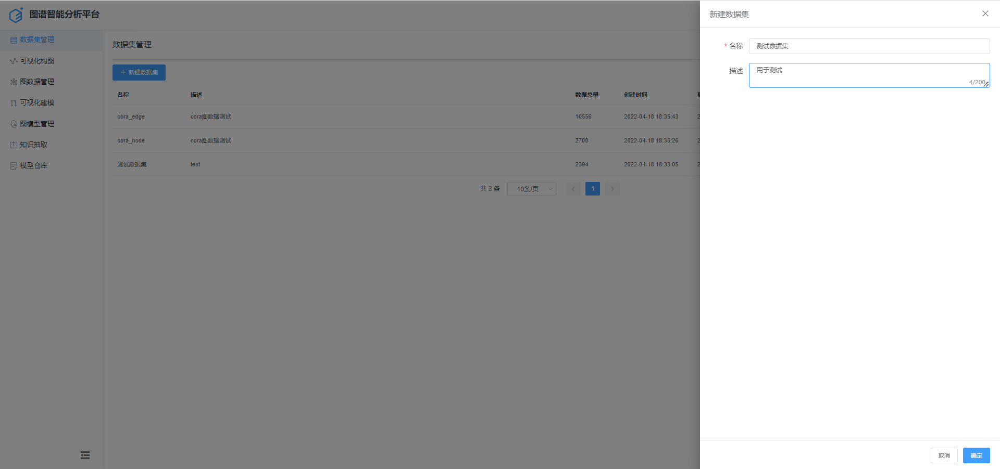 图谱智能分析平台
数据集管理
可视化构图
图数据管理
可视化建模
图模型管理
知识抽取
模型仓库
数据集管理
新建数据集
名称 描述 数据总量 创建时间
cora_edge cora图数据测试 10556 2022-04-18 18:35:43 2
cora_node cora图数据测试 2708 2022-04-18 18:35:26 2
测试数据集 test 2394 2022-04-18 18:33:05 2
共 3 条 10条/页 1
新建数据集
* 名称 测试数据集
描述 用于测试
4/200
取消 确定